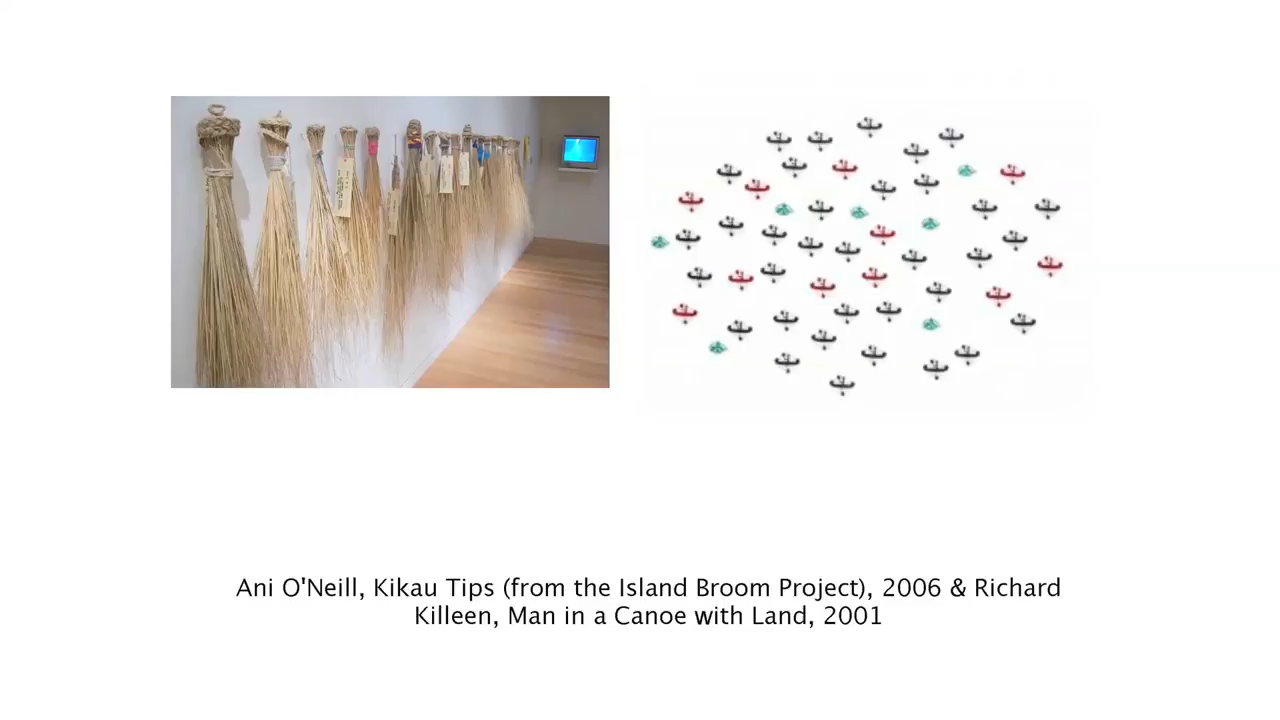 Ani O'Neill, Kikau Tips (from the Island Broom Project), 2006 & Richard
Killeen, Man in a Canoe with Land, 2001